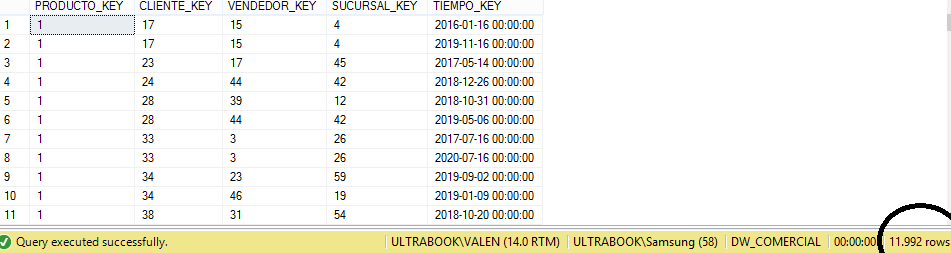 PRODUCTO_KEY CLIENTE_KEY VENDEDOR_KEY SUCURSAL_KEY TIEMPO_KEY
1 1 17 15 4 2016-01-16 00:00:00
2 1 17 15 4 2019-11-16 00:00:00
3 1 23 17 45 2017-05-14 00:00:00
4 1 24 44 42 2018-12-26 00:00:00
5 1 28 39 12 2018-10-31 00:00:00
6 1 28 44 42 2019-05-06 00:00:00
7 1 33 3 26 2017-07-16 00:00:00
8 1 33 3 26 2020-07-16 00:00:00
9 1 34 23 59 2019-09-02 00:00:00
10 1 34 46 19 2019-01-09 00:00:00
11 1 38 31 54 2018-10-20 00:00:00
Query executed successfully. ULTRABOOK\VALEN (14.0 RTM) ULTRABOOK\Samsung (58) DW_COMERCIAL 00:00:00 11.992 rows